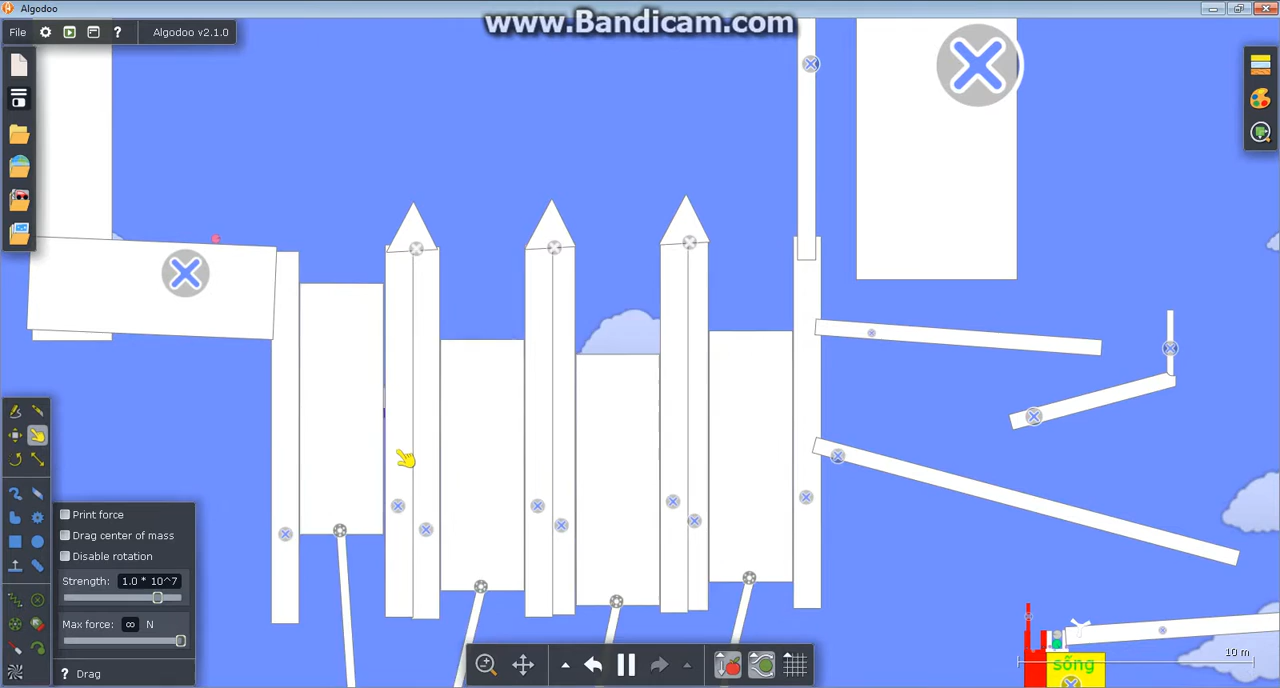 Algodoo
www.Bandicam.com
File
?
Algodoo v2.1.0
Print force
Drag center of mass
Disable rotation
Strength: 1.0 * 10^7
Max force: ∞ N
? Drag
sống
10 m